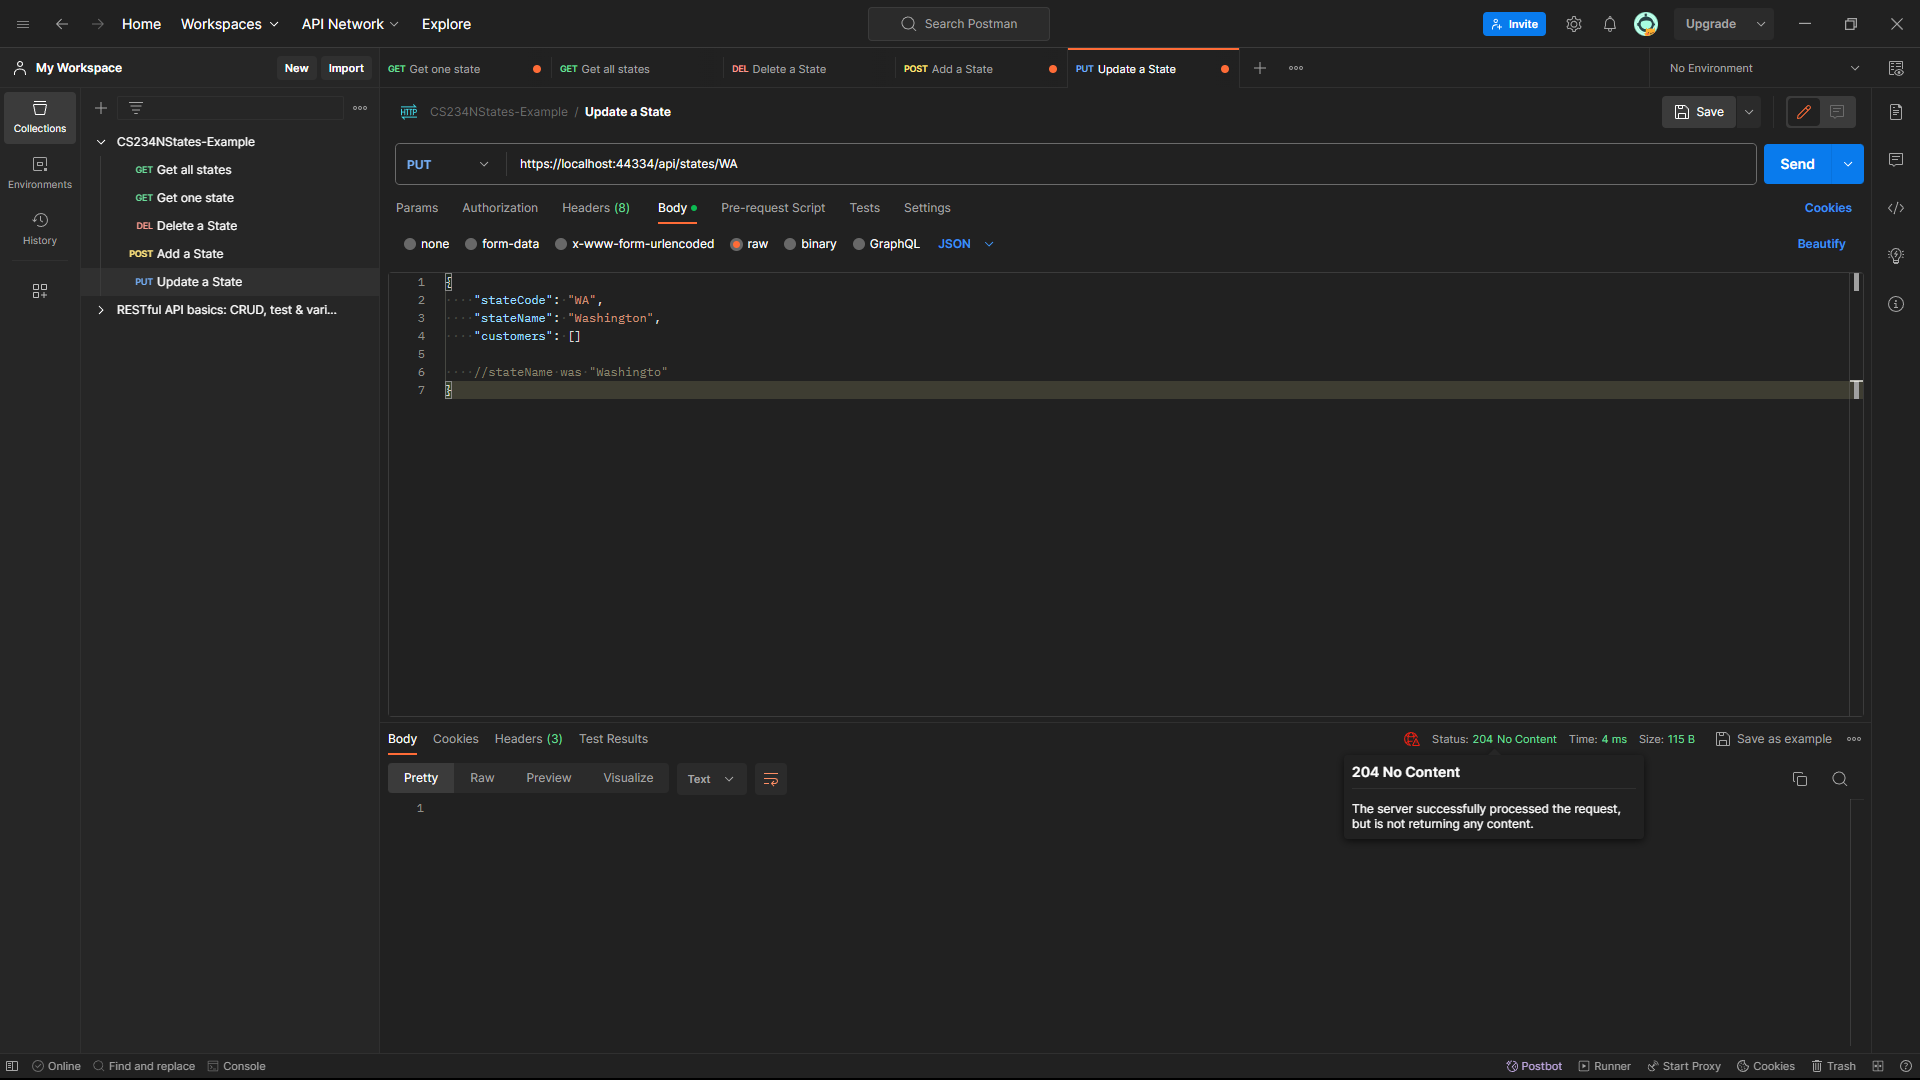 Home Workspaces API Network Explore Search Postman Invite Upgrade
My Workspace New Import GET Get one state GET Get all states DEL Delete a State POST Add a State PUT Update a State No Environment
Collections
Environments
History
CS234NStates-Example
GET Get all states
GET Get one state
DEL Delete a State
POST Add a State
PUT Update a State
RESTful API basics: CRUD, test & vari...
HTTP CS234NStates-Example / Update a State Save
PUT https://localhost:44334/api/states/WA Send
Params Authorization Headers (8) Body Pre-request Script Tests Settings Cookies
none form-data x-www-form-urlencoded raw binary GraphQL JSON Beautify
1 {
2 "stateCode": "WA",
3 "stateName": "Washington",
4 "customers": []
5
6 //stateName was "Washingto"
7 }
Body Cookies Headers (3) Test Results Status: 204 No Content Time: 4 ms Size: 115 B Save as example
Pretty Raw Preview Visualize Text
1
204 No Content
The server successfully processed the request,
but is not returning any content.
Online Find and replace Console Postbot Runner Start Proxy Cookies Trash